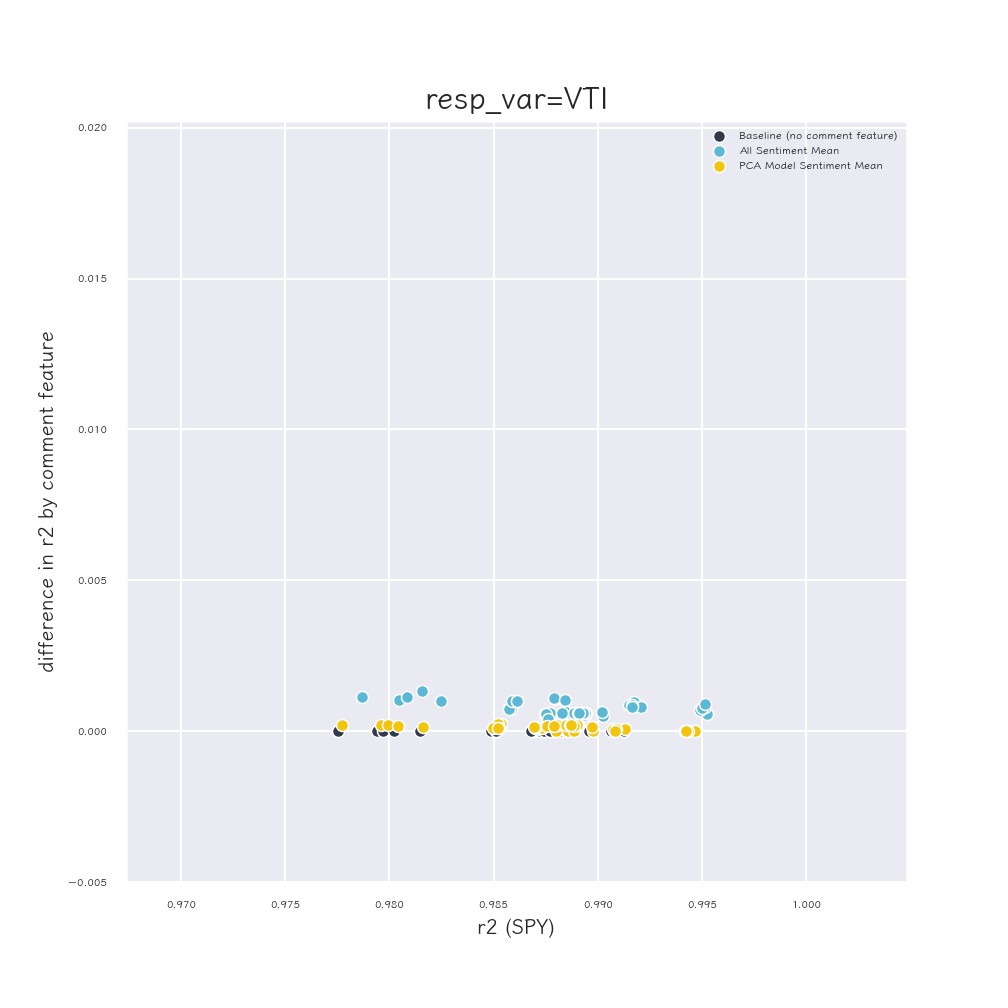 resp_var=VTI
Baseline (no comment feature)
All Sentiment Mean
PCA Model Sentiment Mean
difference in r2 by comment feature
0.020
0.015
0.010
0.005
0.000
−0.005
0.970 0.975 0.980 0.985 0.990 0.995 1.000
r2 (SPY)